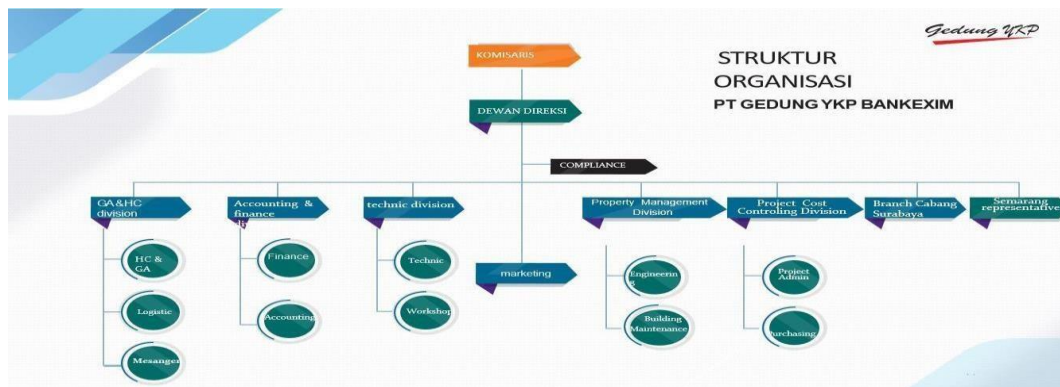 Gedung YKP
STRUKTUR
ORGANISASI
PT GEDUNG YKP BANKEXIM
KOMISARIS
DEWAN DIREKSI
COMPLIANCE
GA&HC
division
Accounting &
finance
technic division
Property Management
Division
Project Cost
Controling Division
Branch Cabang
Surabaya
Semarang
representative
marketing
HC &
GA
Logistic
Mesanger
Finance
Accounting
Technic
Workshop
Engineerin
g
Building
Maintenance
Project
Admin
Purchasing